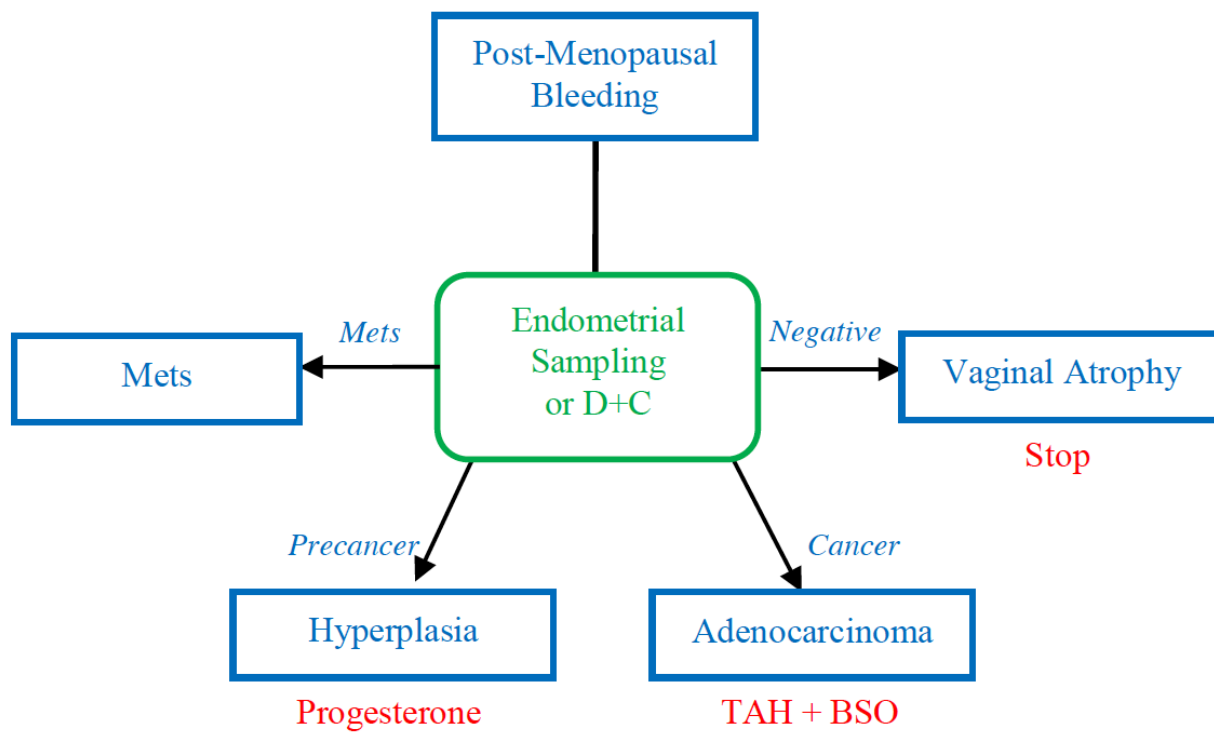 Post-Menopausal
Bleeding
Endometrial
Sampling
or D+C
Mets
Mets
Negative
Vaginal Atrophy
Stop
Precancer
Cancer
Hyperplasia
Adenocarcinoma
Progesterone
TAH + BSO